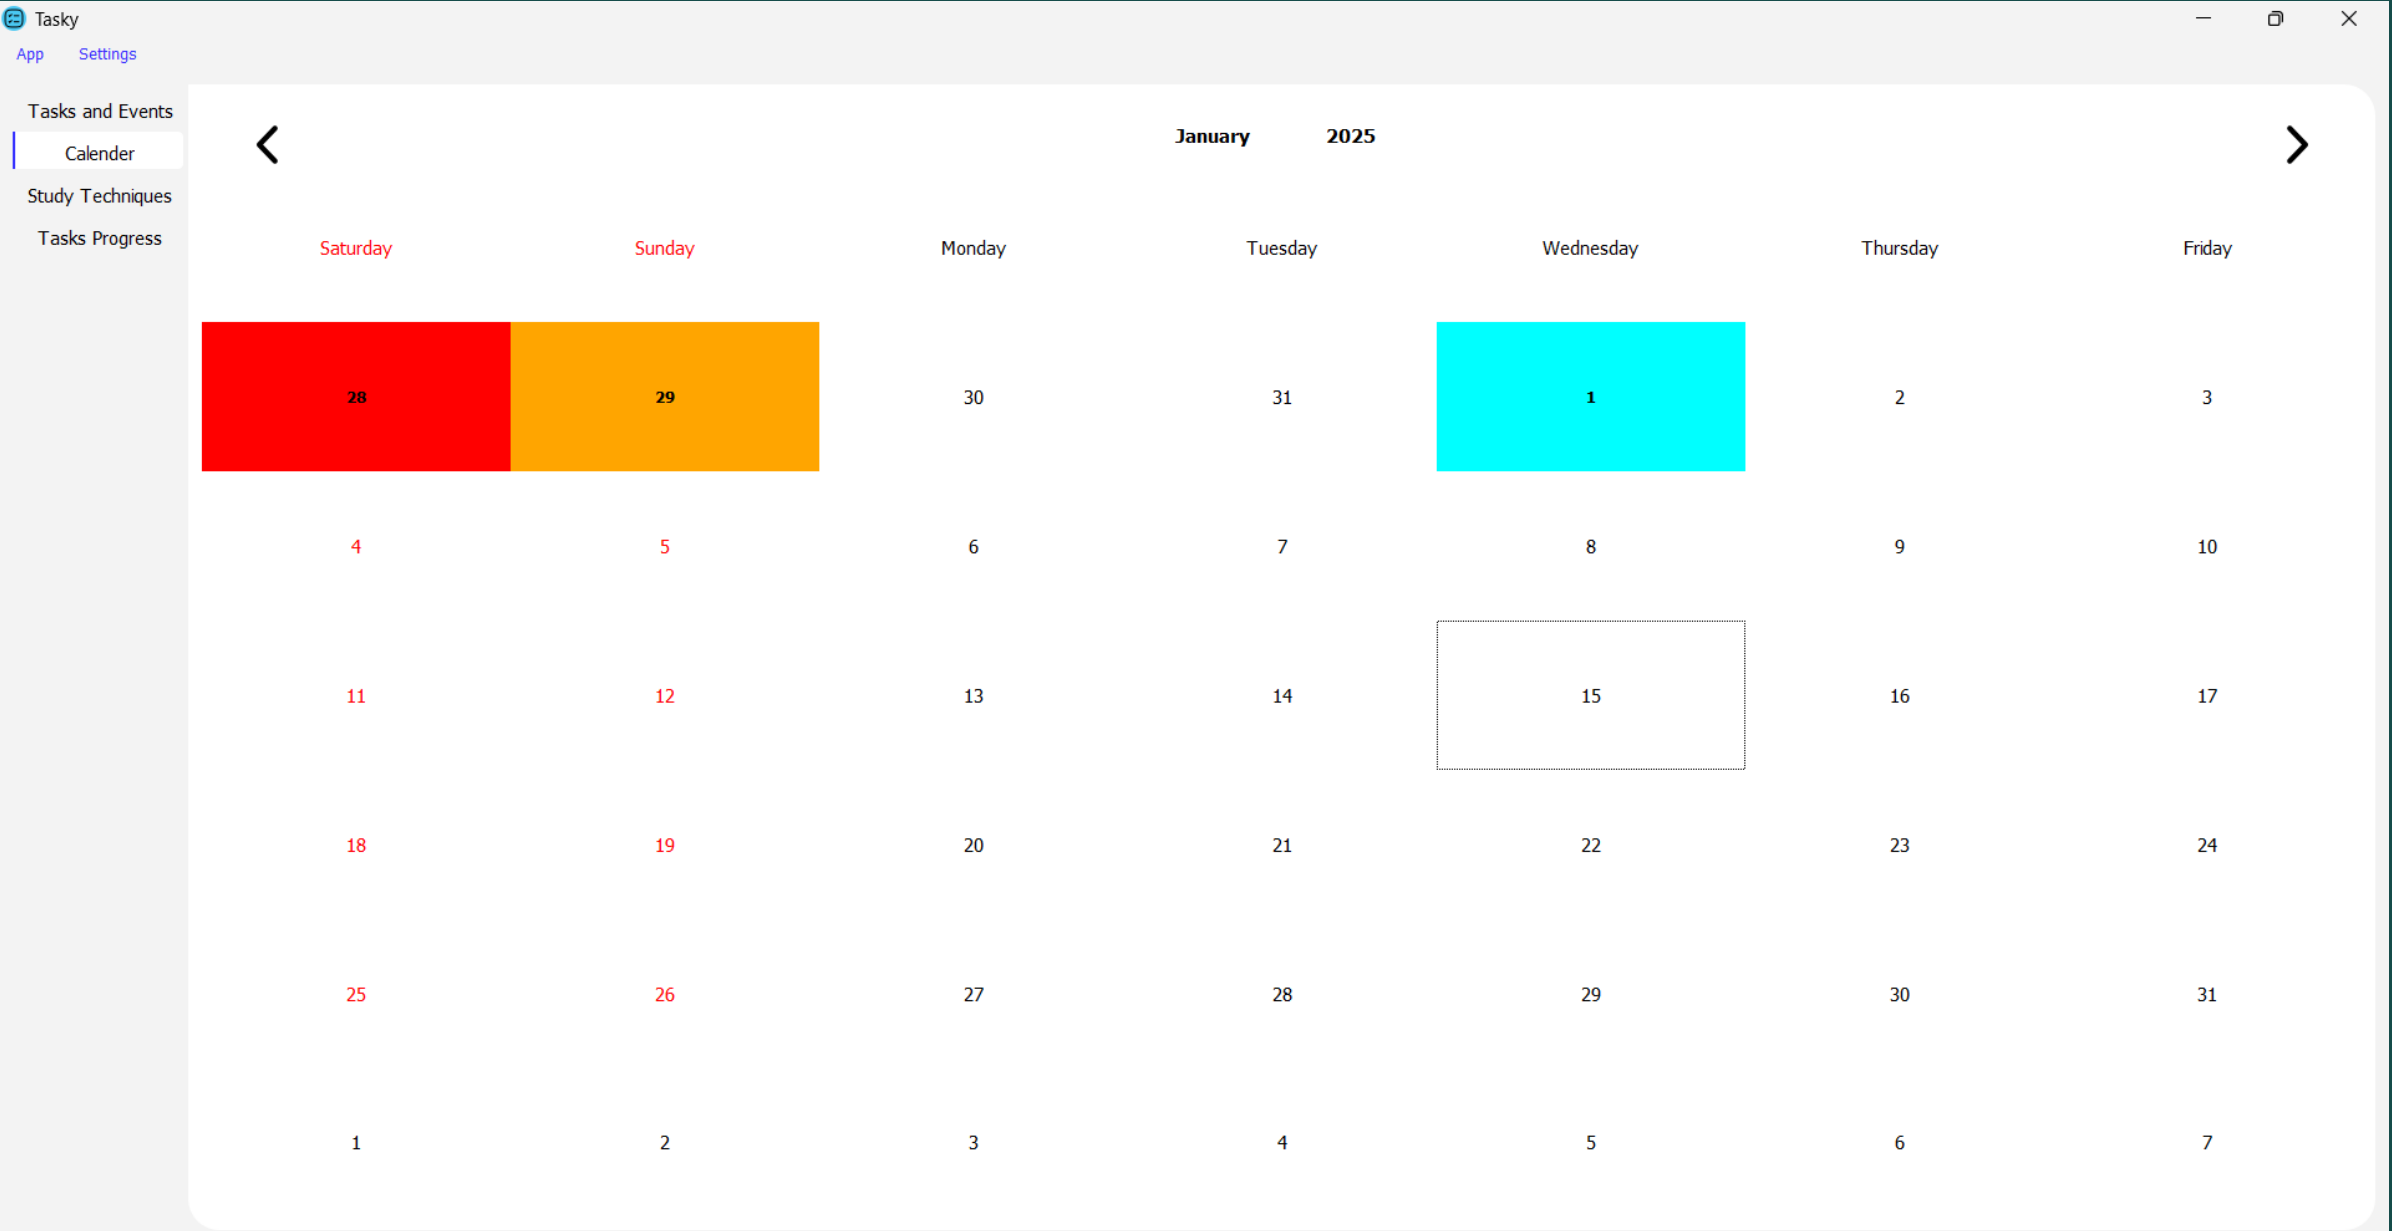 Tasky
App Settings
Tasks and Events
Calender
Study Techniques
Tasks Progress
January 2025
Saturday Sunday Monday Tuesday Wednesday Thursday Friday
28 29 30 31 1 2 3
4 5 6 7 8 9 10
11 12 13 14 15 16 17
18 19 20 21 22 23 24
25 26 27 28 29 30 31
1 2 3 4 5 6 7